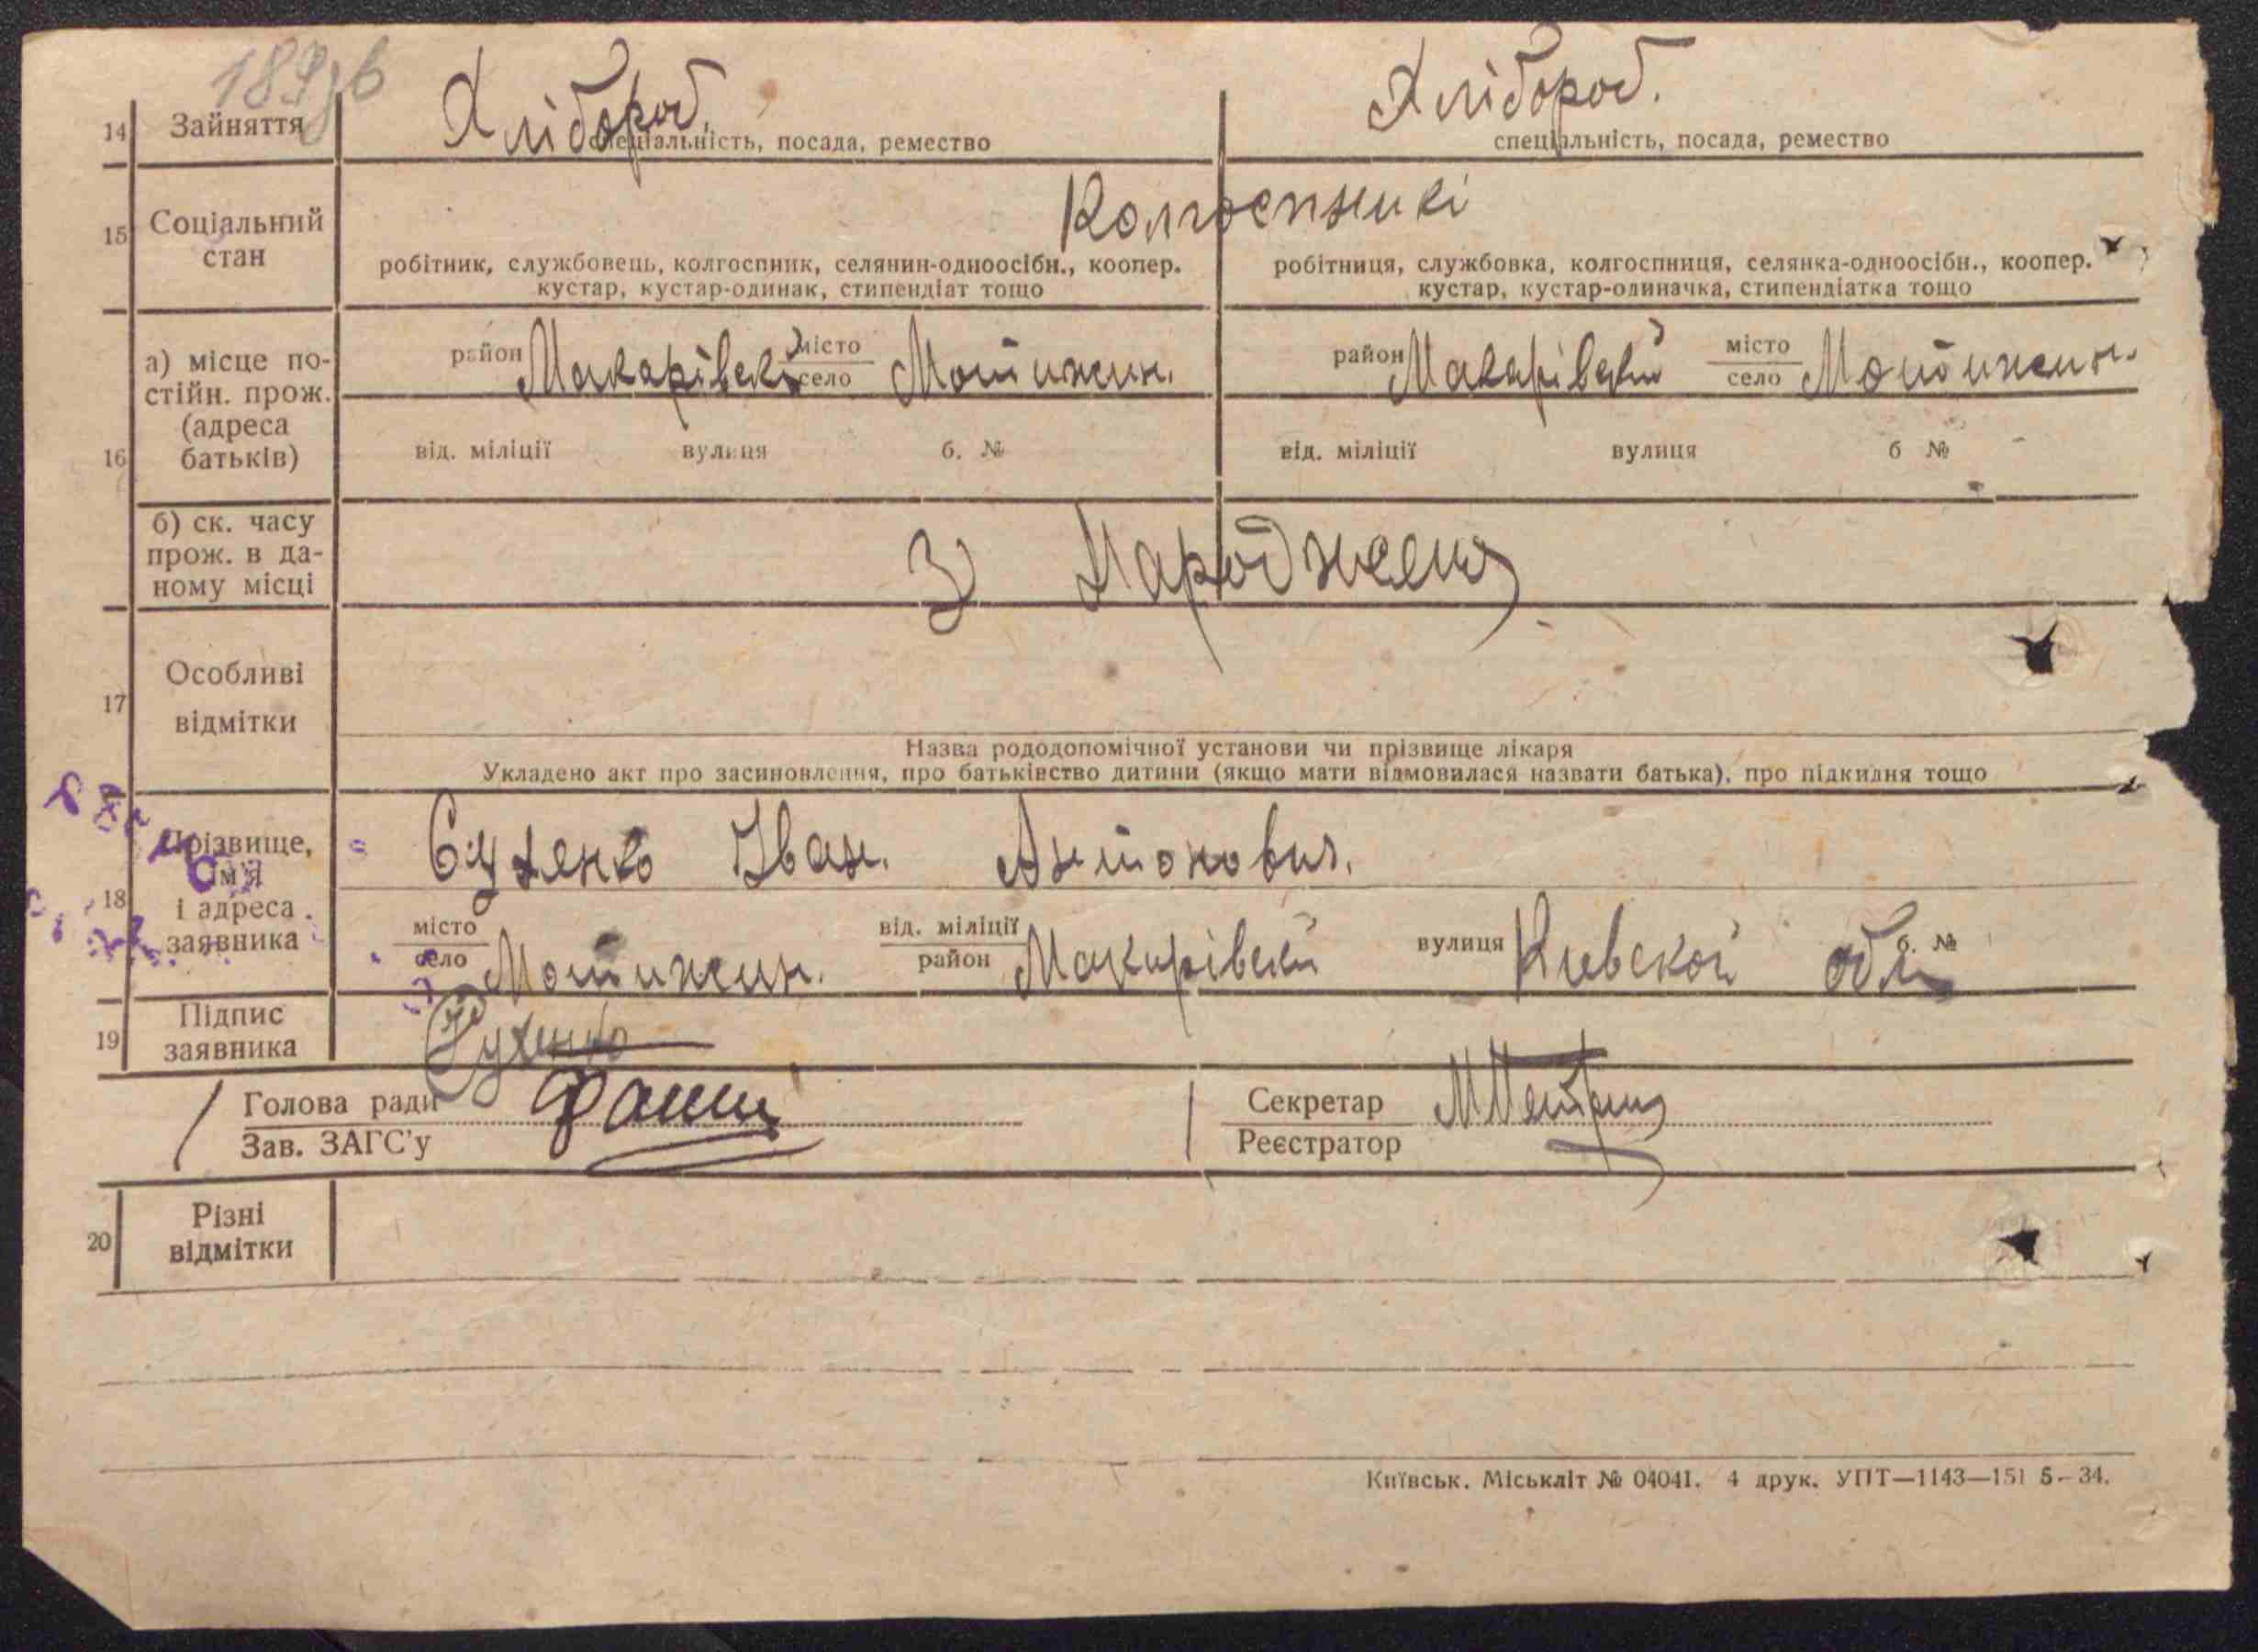 189зв
14 Зайняття Хлібороб. Хлібороб.
спеціальність, посада, ремество спеціальність, посада, ремество
Колгоспникі
15 Соціальний стан
робітник, службовець, колгоспник, селянин-одноосібн., коопер. робітниця, службовка, колгоспниця, селянка-одноосібн., коопер.
кустар, кустар-одинак, стипендіат тощо кустар, кустар-одиначка, стипендіатка тощо
16 а) місце постійн. прож. (адреса батьків)
район Макарівский місто село Мотижин. район Макарівский місто село Мотижин.
від. міліції вулиця б. № від. міліції вулиця б №
б) ск. часу прож. в даному місці З Народження
17 Особливі відмітки
Назва рододопомічної установи чи прізвище лікаря
Укладено акт про засиновлення, про батьківство дитини (якщо мати відмовилася назвати батька), про підкидня тощо
18 Прізвище, ім'я і адреса заявника
Сухенко Іван. Антонович.
місто село Мотижин. від. міліції район Макарівский вулиця Киевской обл б. №
19 Підпис заявника Сухенко
Голова ради Секретар
Зав. ЗАГС'у Реєстратор
20 Різні відмітки
Київськ. Міськліт № 04041. 4 друк. УПТ—1143—151 5—34.